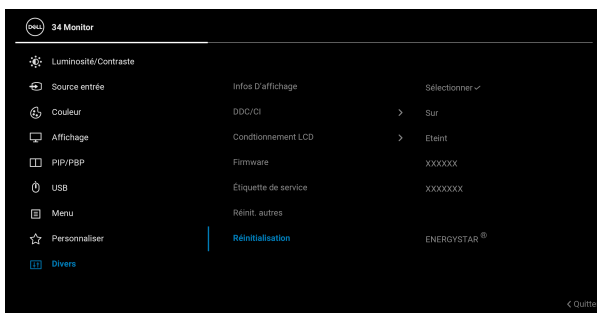 DELL 34 Monitor
Luminosité/Contraste
Source entrée Infos D'affichage Sélectionner
Couleur DDC/CI Sur
Affichage Condtionnement LCD Eteint
PIP/PBP Firmware XXXXXX
USB Étiquette de service XXXXXXX
Menu Réinit. autres
Personnaliser Réinitialisation ENERGYSTAR ®
Divers
Quitte